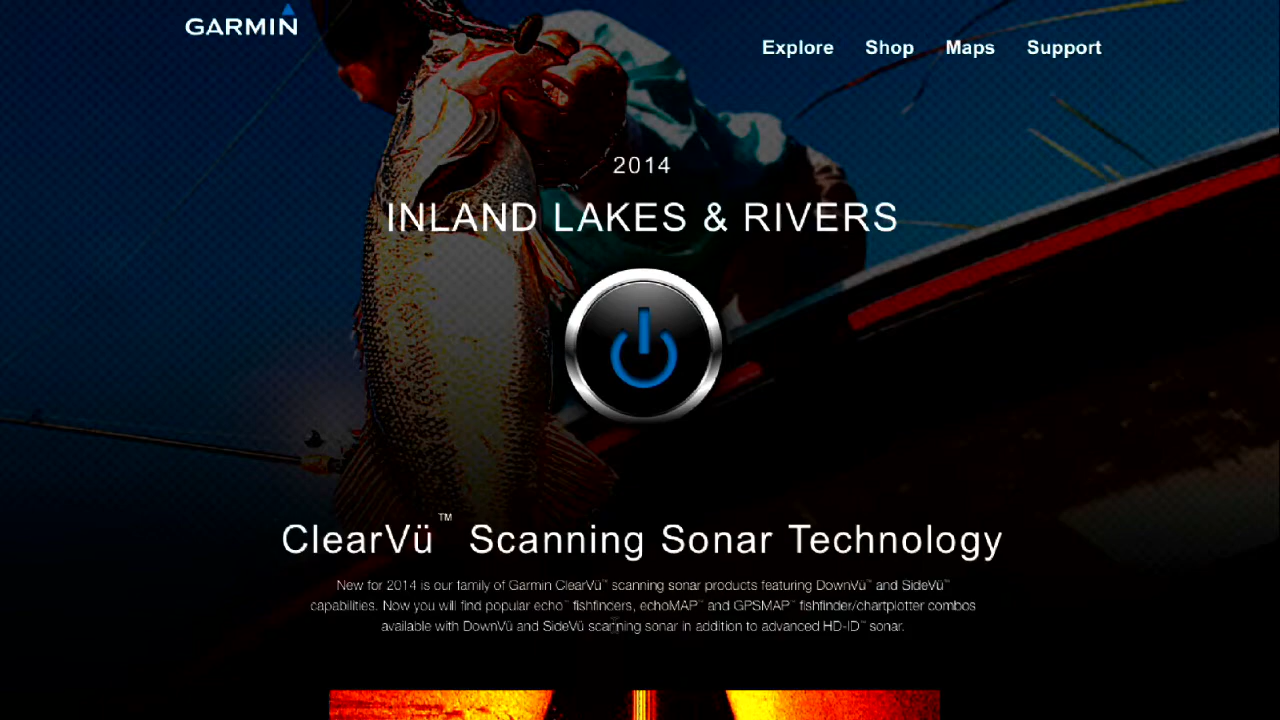 GARMIN
Explore Shop Maps Support
2014
INLAND LAKES & RIVERS
ClearVü™ Scanning Sonar Technology
New for 2014 is our family of Garmin ClearVü™ scanning sonar products featuring DownVü™ and SideVü™
capabilities. Now you will find popular echo™ fishfincers, echoMAP™ and GPSMAP™ fishfinder/chartplotter combos
available with DownVü and SideVü scanning sonar in addition to advanced HD-ID™ sonar.